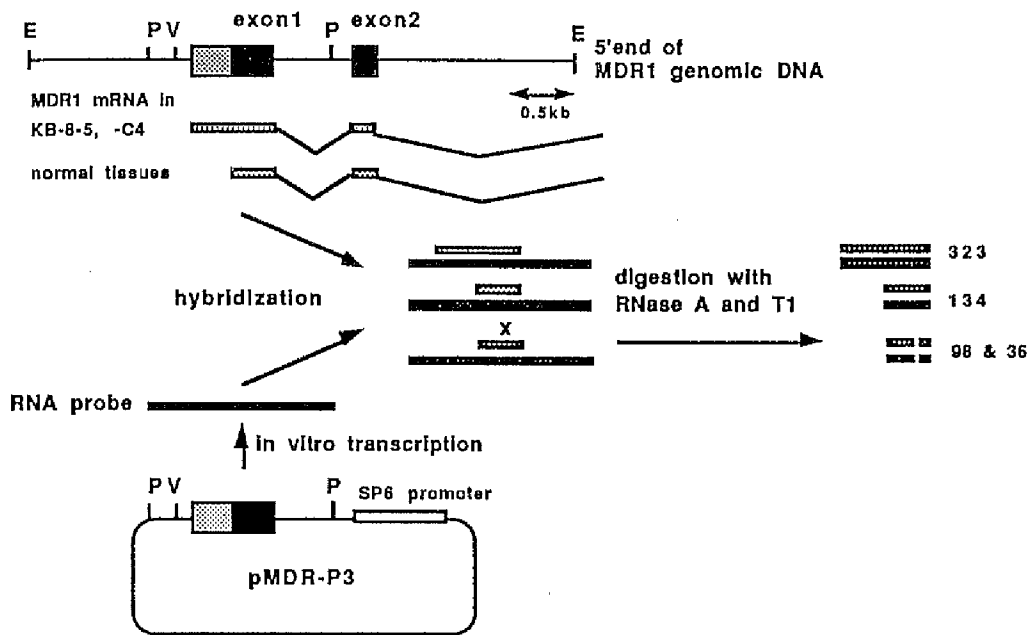 exon1 exon2
E P V P E
5'end of
MDR1 genomic DNA
0.5kb
MDR1 mRNA in
KB-8-5, -C4
normal tissues
hybridization
X
digestion with
RNase A and T1
323
134
98 & 36
RNA probe
in vitro transcription
P V P SP6 promoter
pMDR-P3